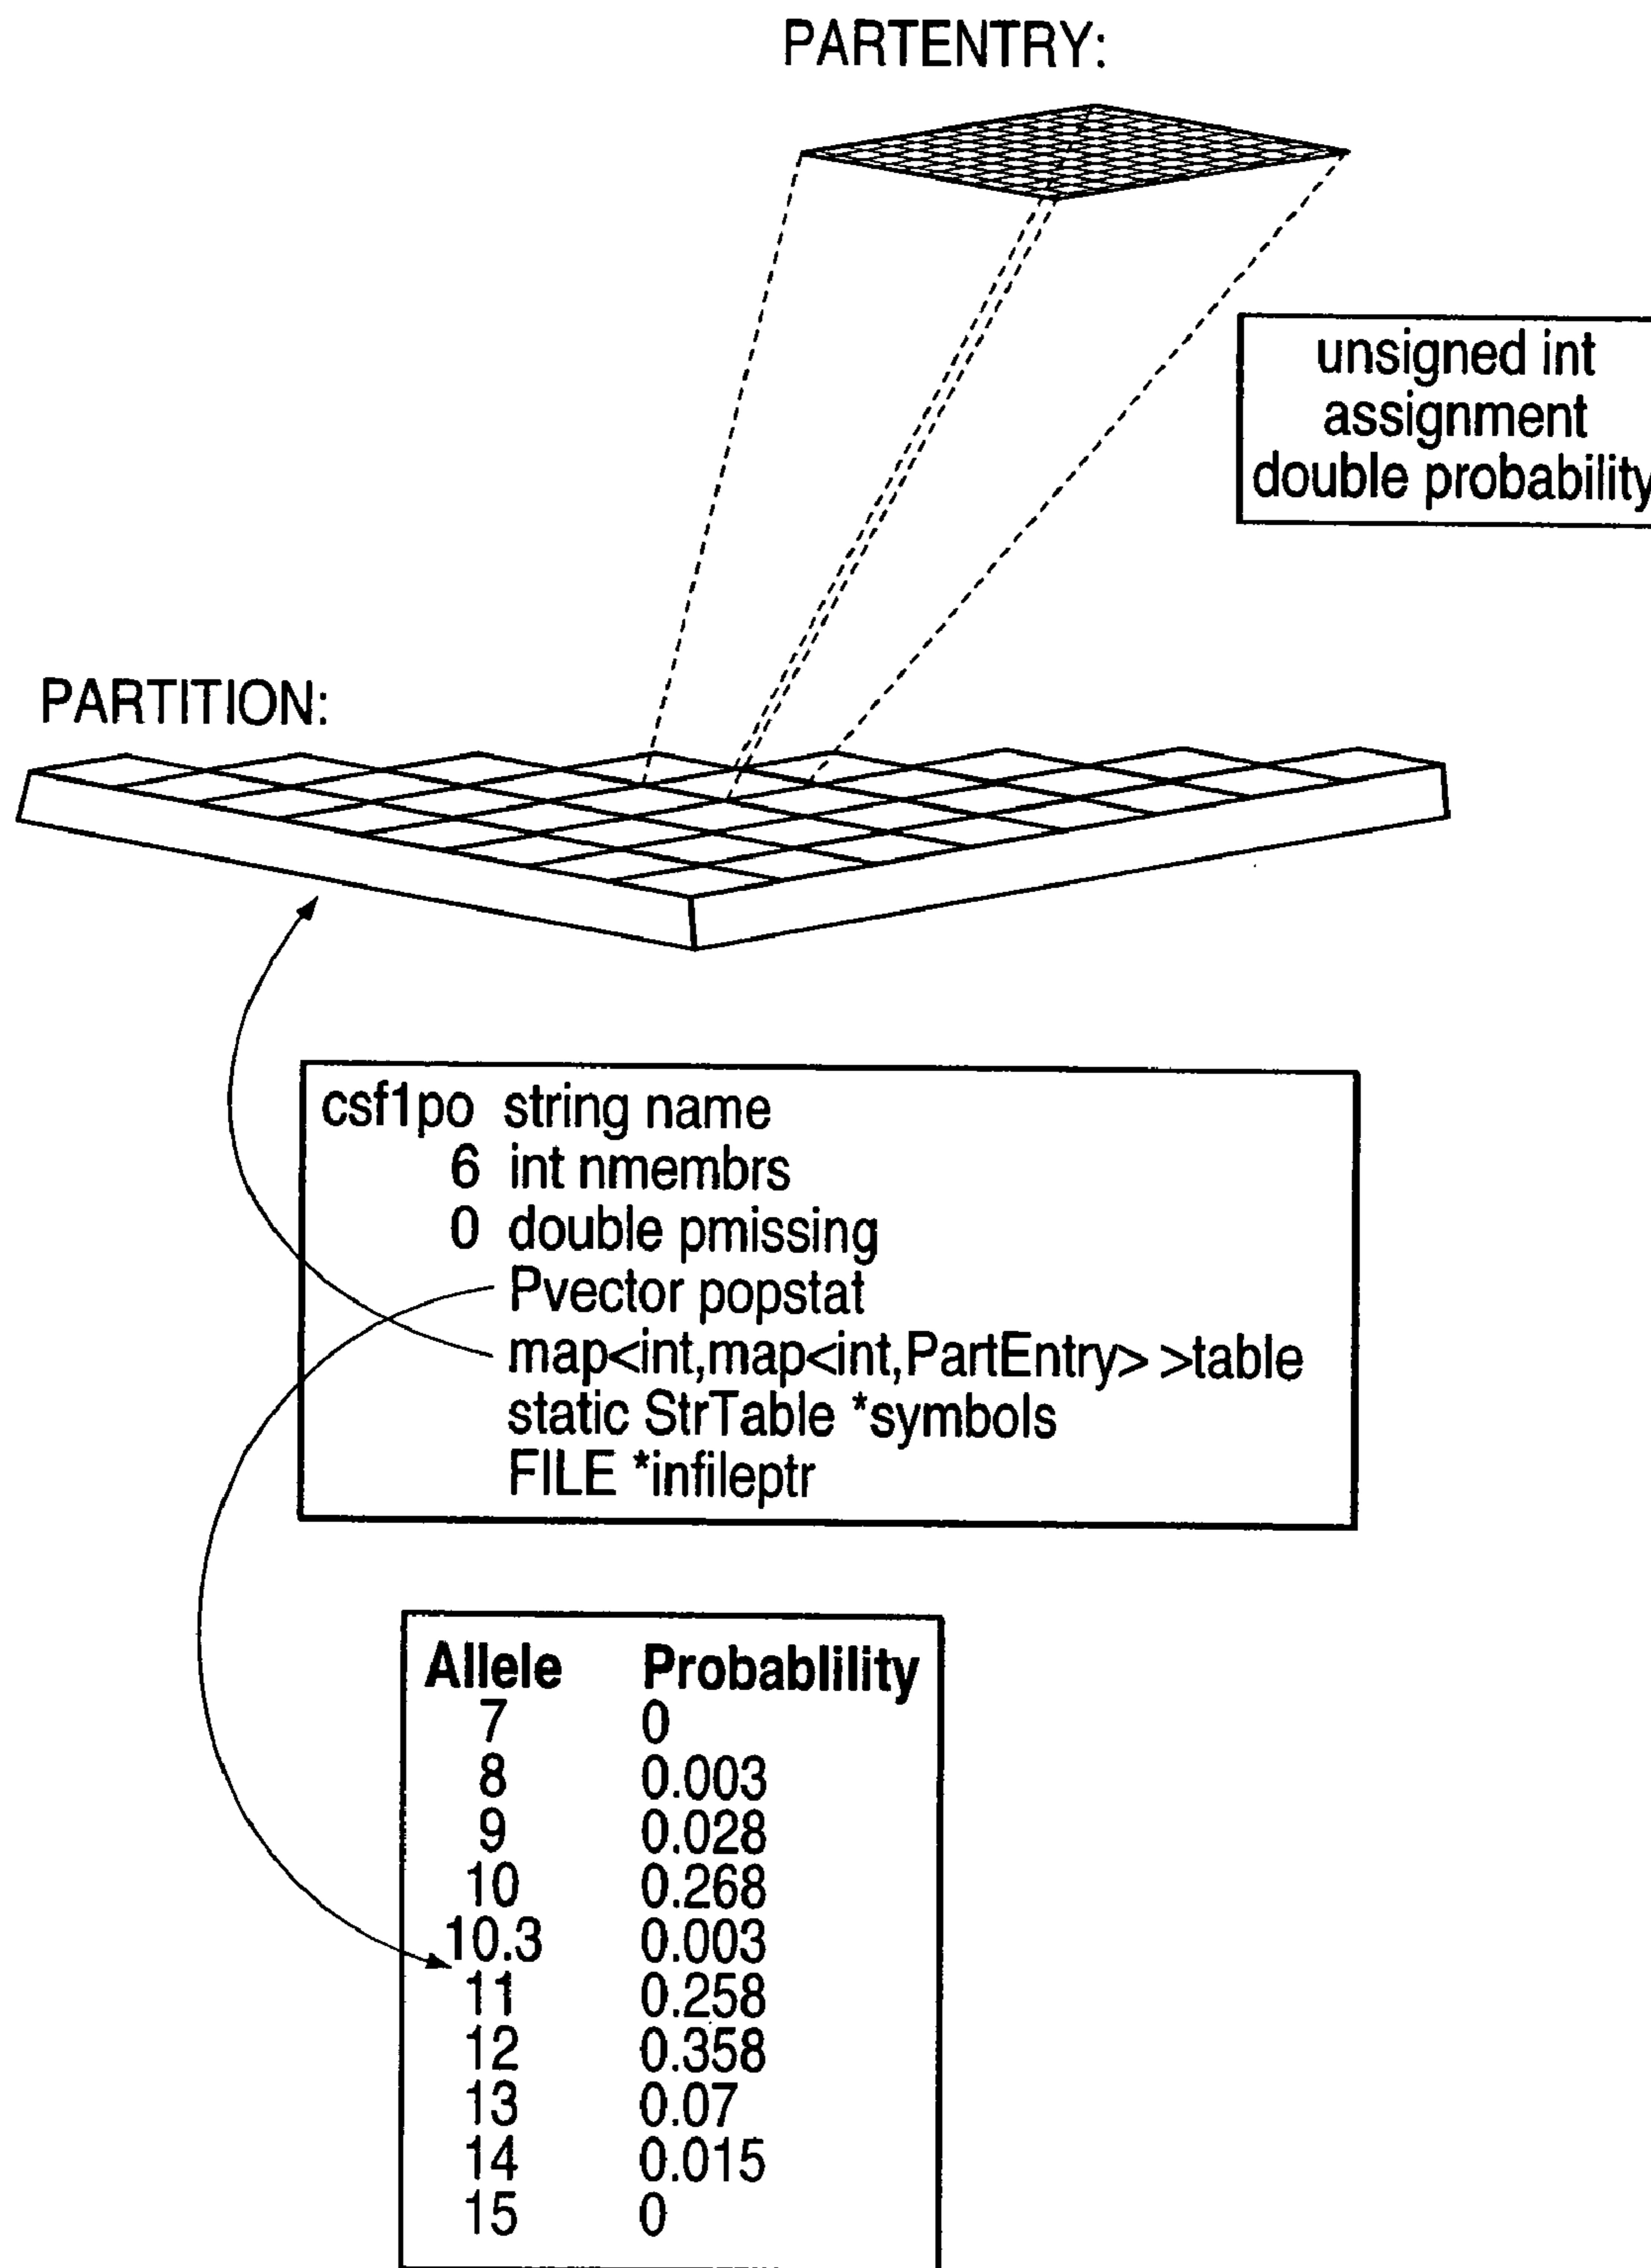 PARTENTRY:
unsigned int
assignment
double probability
PARTITION:
csf1po string name
6 int nmembrs
0 double pmissing
Pvector popstat
map<int,map<int,PartEntry> >table
static StrTable *symbols
FILE *infileptr
Allele Probablility
7 0
8 0.003
9 0.028
10 0.268
10.3 0.003
11 0.258
12 0.358
13 0.07
14 0.015
15 0